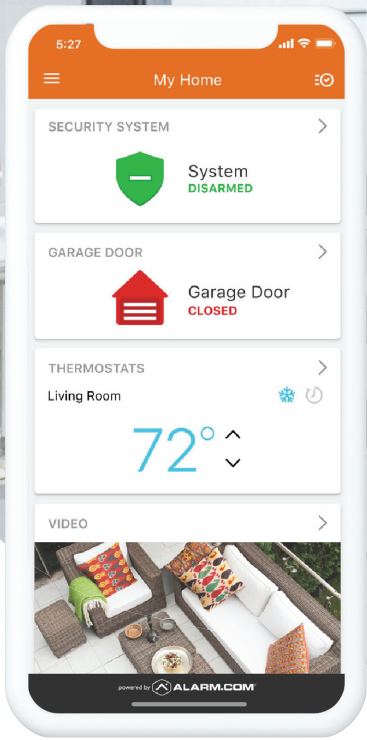 5:27
My Home
SECURITY SYSTEM
System
DISARMED
GARAGE DOOR
Garage Door
CLOSED
THERMOSTATS
Living Room
72°
VIDEO
powered by ALARM.COM